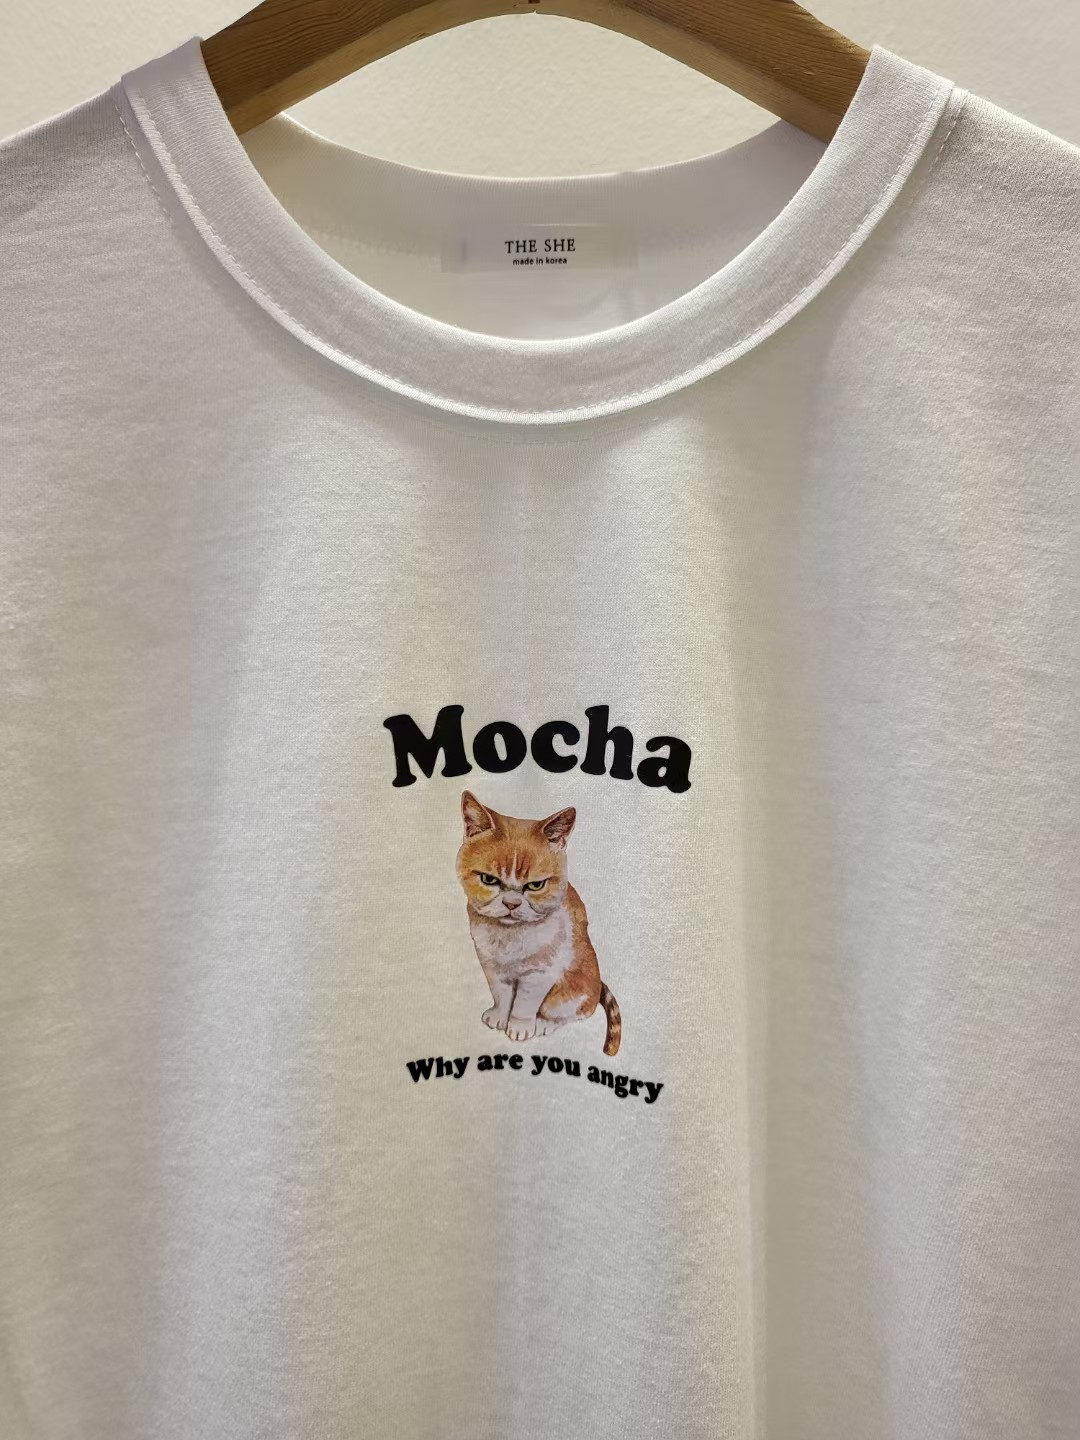 THE SHE
made in korea
Mocha
Why are you angry